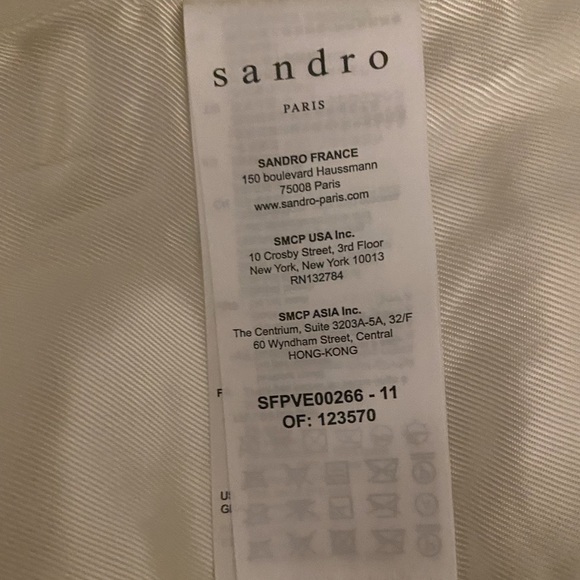 sandro
PARIS
SANDRO FRANCE
150 boulevard Haussmann
75008 Paris
www.sandro-paris.com
SMCP USA Inc.
10 Crosby Street, 3rd Floor
New York, New York 10013
RN132784
SMCP ASIA Inc.
The Centrium, Suite 3203A-5A, 32/F
60 Wyndham Street, Central
HONG-KONG
SFPVE00266 - 11
OF: 123570